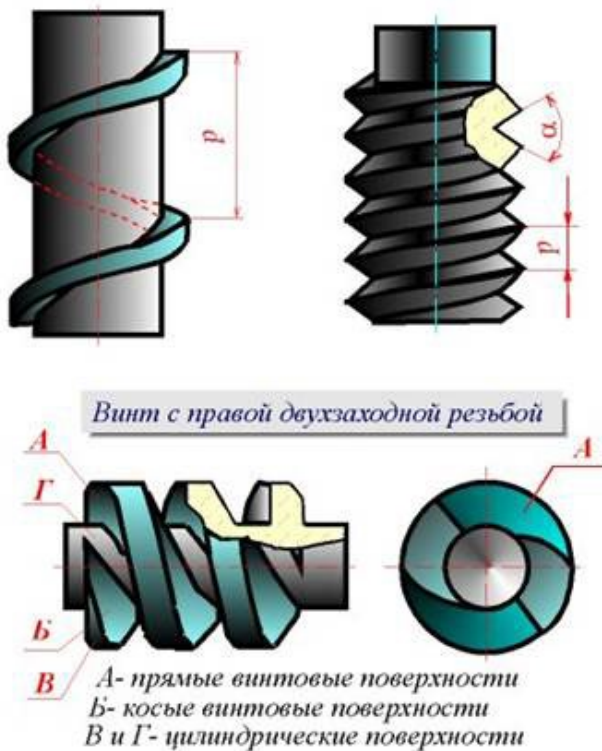 р
α
р
Винт с правой двухзаходной резьбой
А
Г
Б
В
А
А- прямые винтовые поверхности
Б- косые винтовые поверхности
В и Г- цилиндрические поверхности